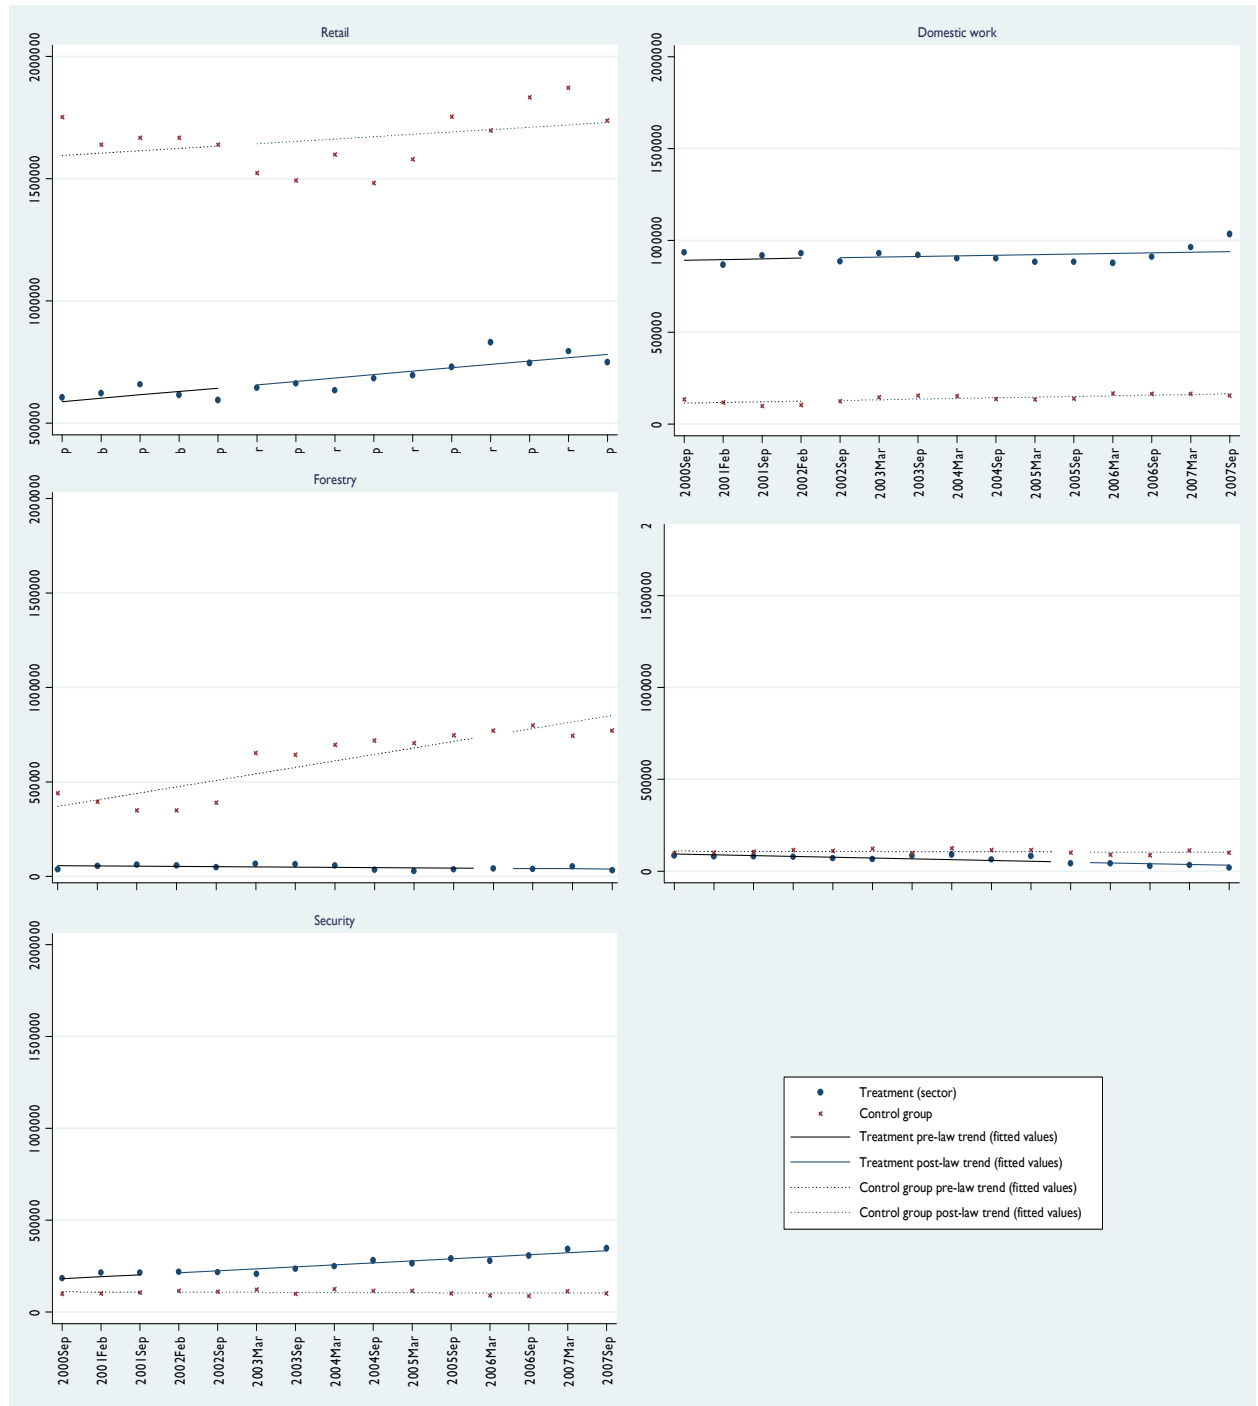 Retail
2000000
1500000
1000000
500000
p
b
p
b
p
r
p
r
p
r
p
r
p
r
p
Domestic work
2000000
1500000
1000000
500000
0
2000Sep
2001Feb
2001Sep
2002Feb
2002Sep
2003Mar
2003Sep
2004Mar
2004Sep
2005Mar
2005Sep
2006Mar
2006Sep
2007Mar
2007Sep
Forestry
2000000
1500000
1000000
500000
0
2
1500000
1000000
500000
0
Security
2000000
1500000
1000000
500000
0
2000Sep
2001Feb
2001Sep
2002Feb
2002Sep
2003Mar
2003Sep
2004Mar
2004Sep
2005Mar
2005Sep
2006Mar
2006Sep
2007Mar
2007Sep
Treatment (sector)
Control group
Treatment pre-law trend (fitted values)
Treatment post-law trend (fitted values)
Control group pre-law trend (fitted values)
Control group post-law trend (fitted values)